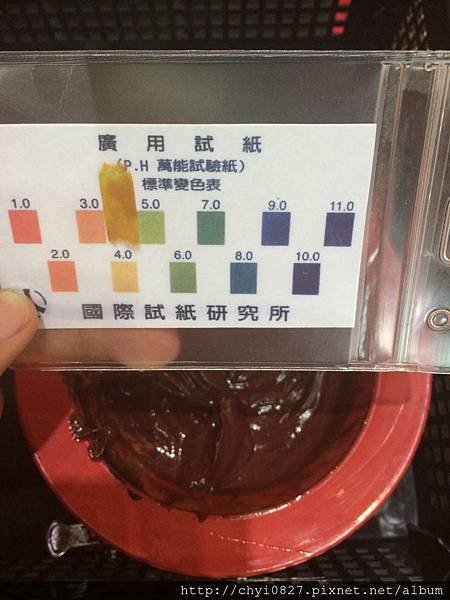 廣用試紙
(P.H 萬能試驗紙)
標準變色表
1.0 3.0 5.0 7.0 9.0 11.0
2.0 4.0 6.0 8.0 10.0
國際試紙研究所
http://chyi0827.pixnet.net/album